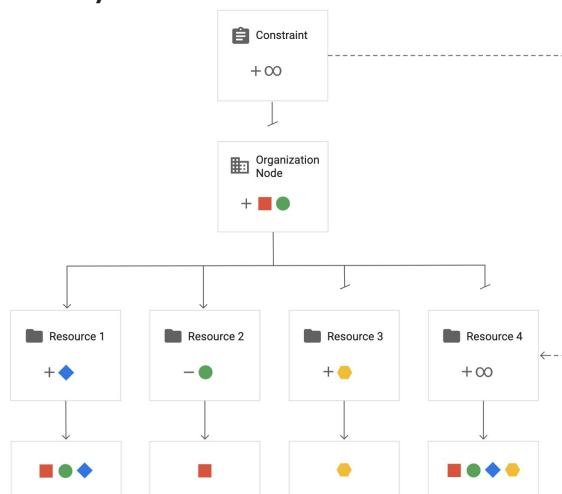 Constraint
+∞
Organization
Node
+
Resource 1
Resource 2
Resource 3
Resource 4
+
−
+
+∞